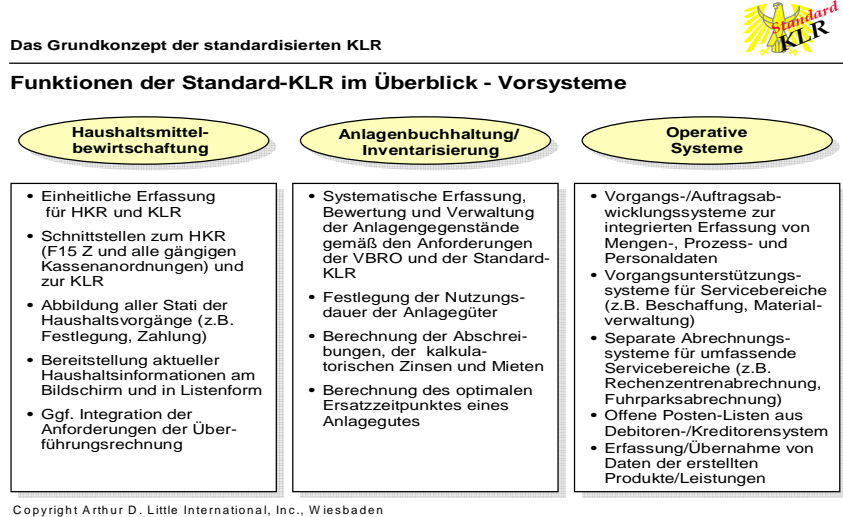 Standard
KLR
Das Grundkonzept der standardisierten KLR
Funktionen der Standard-KLR im Überblick - Vorsysteme
Haushaltsmittel-
bewirtschaftung
• Einheitliche Erfassung
für HKR und KLR
• Schnittstellen zum HKR
(F15 Z und alle gängigen
Kassenanordnungen) und
zur KLR
• Abbildung aller Stati der
Haushaltsvorgänge (z.B.
Festlegung, Zahlung)
• Bereitstellung aktueller
Haushaltsinformationen am
Bildschirm und in Listenform
• Ggf. Integration der
Anforderungen der Über-
führungsrechnung
Anlagenbuchhaltung/
Inventarisierung
• Systematische Erfassung,
Bewertung und Verwaltung
der Anlagengegenstände
gemäß den Anforderungen
der VBRO und der Standard-
KLR
• Festlegung der Nutzungs-
dauer der Anlagegüter
• Berechnung der Abschrei-
bungen, der kalkula-
torischen Zinsen und Mieten
• Berechnung des optimalen
Ersatzzeitpunktes eines
Anlagegutes
Operative
Systeme
• Vorgangs-/Auftragsab-
wicklungssysteme zur
integrierten Erfassung von
Mengen-, Prozess- und
Personaldaten
• Vorgangsunterstützungs-
systeme für Servicebereiche
(z.B. Beschaffung, Material-
verwaltung)
• Separate Abrechnungs-
systeme für umfassende
Servicebereiche (z.B.
Rechenzentrenabrechnung,
Fuhrparksabrechnung)
• Offene Posten-Listen aus
Debitoren-/Kreditorensystem
• Erfassung/Übernahme von
Daten der erstellten
Produkte/Leistungen
Copyright Arthur D. Little International, Inc., Wiesbaden